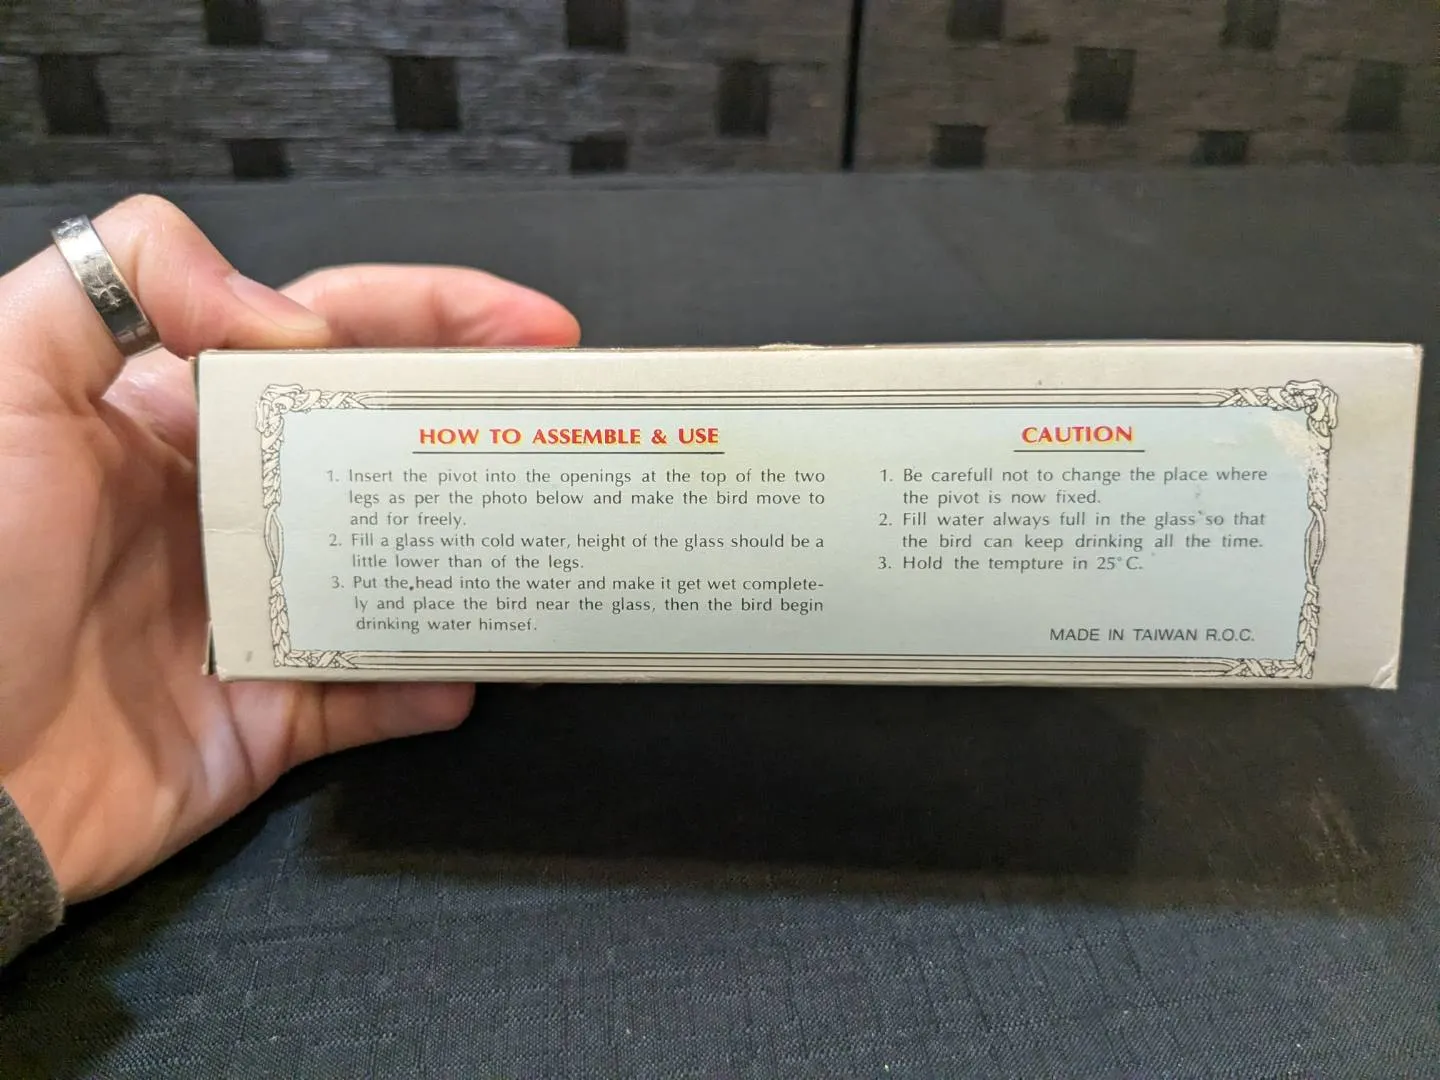 HOW TO ASSEMBLE & USE
1. Insert the pivot into the openings at the top of the two
legs as per the photo below and make the bird move to
and for freely.
2. Fill a glass with cold water, height of the glass should be a
little lower than of the legs.
3. Put the head into the water and make it get wet complete-
ly and place the bird near the glass, then the bird begin
drinking water himsef.
CAUTION
1. Be carefull not to change the place where
the pivot is now fixed.
2. Fill water always full in the glass so that
the bird can keep drinking all the time.
3. Hold the tempture in 25°C.
MADE IN TAIWAN R.O.C.